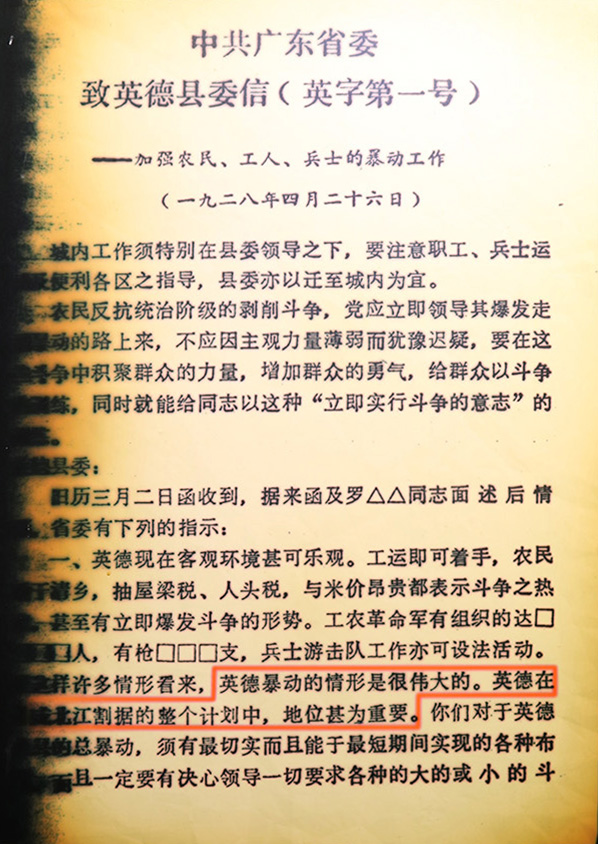 中共广东省委
致英德县委信（英字第一号）
——加强农民、工人、兵士的暴动工作
（一九二八年四月二十六日）
城内工作须特别在县委领导之下，要注意职工、兵士运
便利各区之指导，县委亦以迁至城内为宜。
农民反抗统治阶级的剥削斗争，党应立即领导其爆发走
动的路上来，不应因主观力量薄弱而犹豫迟疑，要在这
争中积聚群众的力量，增加群众的勇气，给群众以斗争
练，同时就能给同志以这种“立即实行斗争的意志”的
。
县委：
旧历三月二日函收到，据来函及罗△△同志面述后情
，省委有下列的指示：
一、英德现在客观环境甚可乐观。工运即可着手，农民
清乡，抽屋梁税、人头税，与米价昂贵都表示斗争之热
，甚至有立即爆发斗争的形势。工农革命军有组织的达□
□人，有枪□□□支，兵士游击队工作亦可设法活动。
样许多情形看来，英德暴动的情形是很伟大的。英德在
北江割据的整个计划中，地位甚为重要。你们对于英德
的总暴动，须有最切实而且能于最短期间实现的各种布
而且一定要有决心领导一切要求各种的大的或小的斗